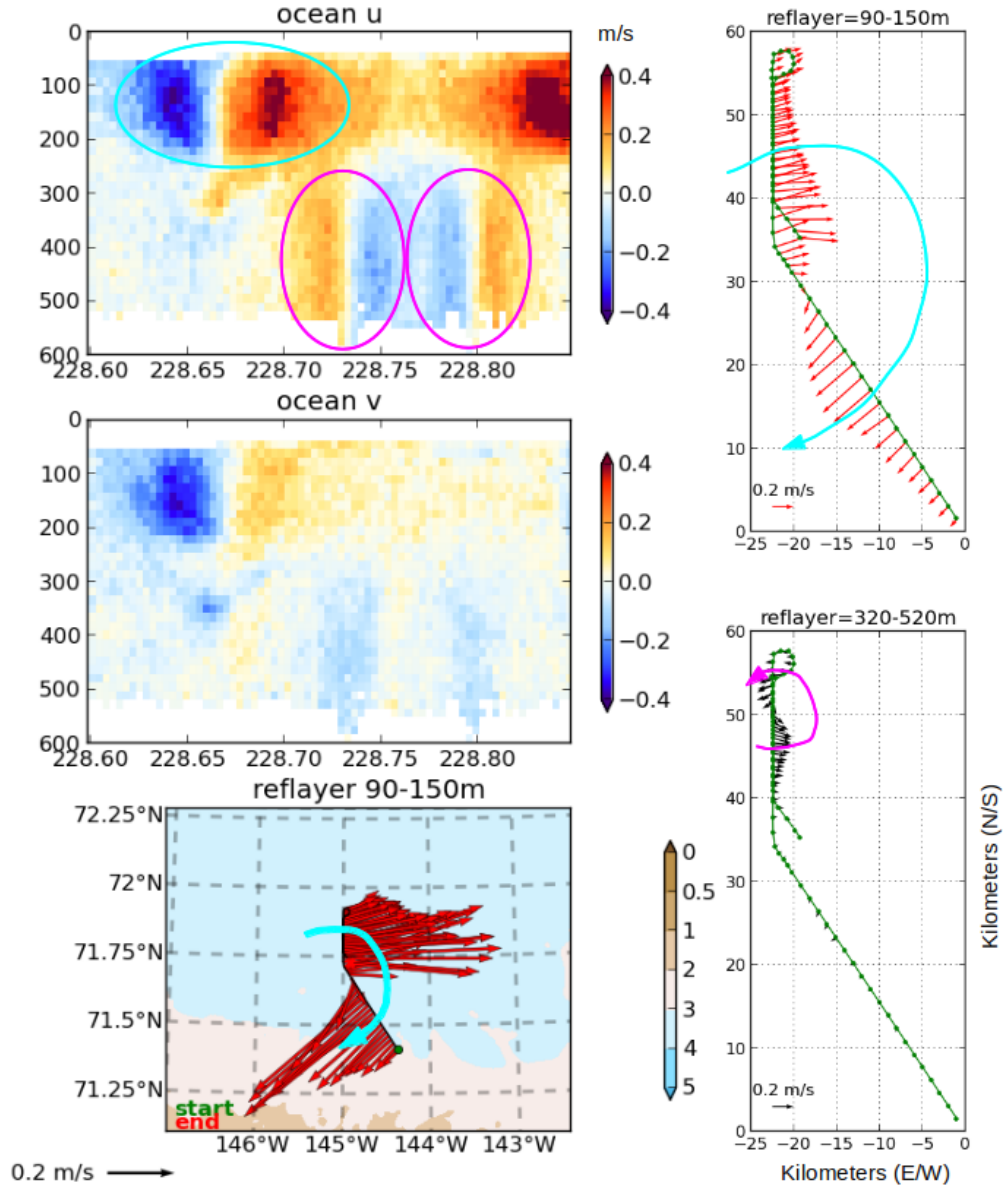 ocean u
m/s
0
100
200
300
400
500
600
228.60 228.65 228.70 228.75 228.80
0.4
0.2
0.0
−0.2
−0.4
ocean v
0
100
200
300
400
500
600
228.60 228.65 228.70 228.75 228.80
0.4
0.2
0.0
−0.2
−0.4
reflayer 90-150m
72.25°N
72°N
71.75°N
71.5°N
71.25°N
start
end
146°W 145°W 144°W 143°W
0.2 m/s
0
0.5
1
2
3
4
5
reflayer=90-150m
60
50
40
30
20
10
0
0.2 m/s
−25 −20 −15 −10 −5 0
reflayer=320-520m
60
50
40
30
20
10
0
0.2 m/s
−25 −20 −15 −10 −5 0
Kilometers (E/W)
Kilometers (N/S)